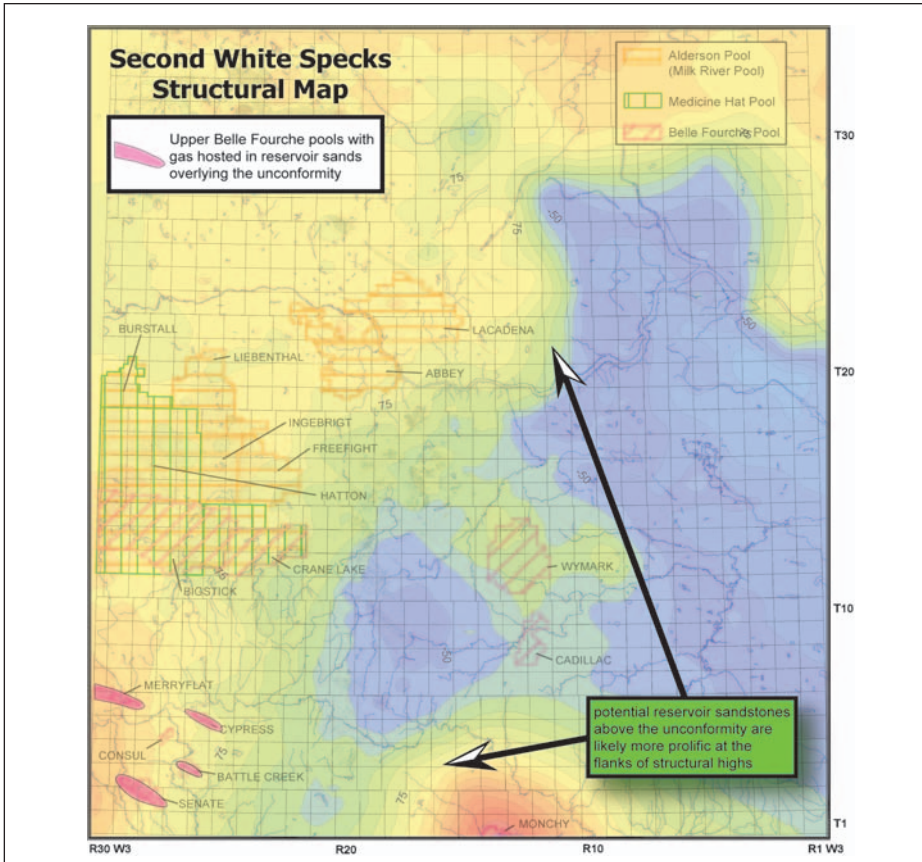 Second White Specks
Structural Map
Upper Belle Fourche pools with
gas hosted in reservoir sands
overlying the unconformity
Alderson Pool
(Milk River Pool)
Medicine Hat Pool
Belle Fourche Pool
T30
75
75
-50
75
-50
BURSTALL
LACADENA
LIEBENTHAL
ABBEY
T20
75
INGEBRIGT
FREEFIGHT
-50
HATTON
CRANE LAKE
WYMARK
75
BIGSTICK
T10
-50
CADILLAC
MERRYFLAT
CYPRESS
potential reservoir sandstones
above the unconformity are
likely more prolific at the
flanks of structural highs
CONSUL
75
BATTLE CREEK
75
SENATE
MONCHY
T1
R30 W3
R20
R10
R1 W3